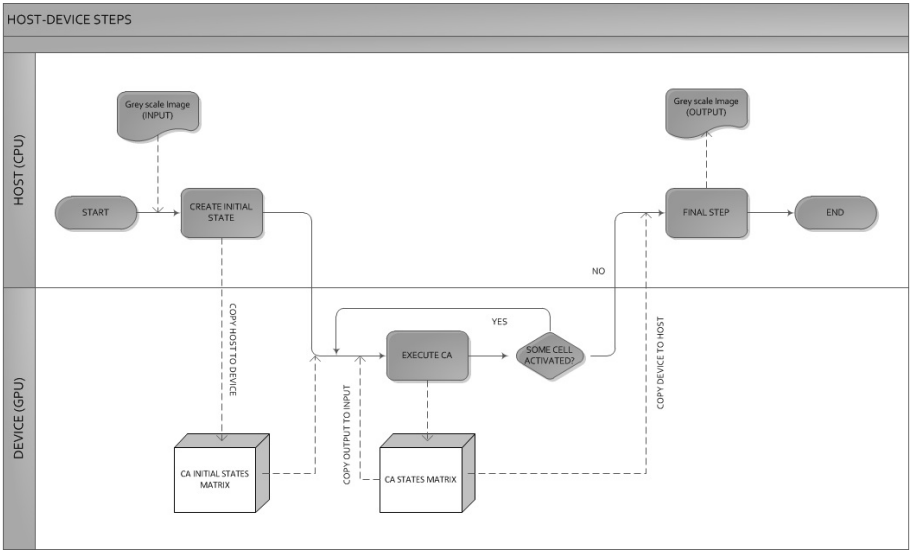 HOST-DEVICE STEPS
HOST (CPU)
Grey scale Image
(INPUT)
Grey scale Image
(OUTPUT)
START
CREATE INITIAL
STATE
FINAL STEP
END
NO
DEVICE (GPU)
COPY HOST TO DEVICE
YES
EXECUTE CA
SOME CELL
ACTIVATED?
COPY DEVICE TO HOST
COPY OUTPUT TO INPUT
CA INITIAL STATES
MATRIX
CA STATES MATRIX